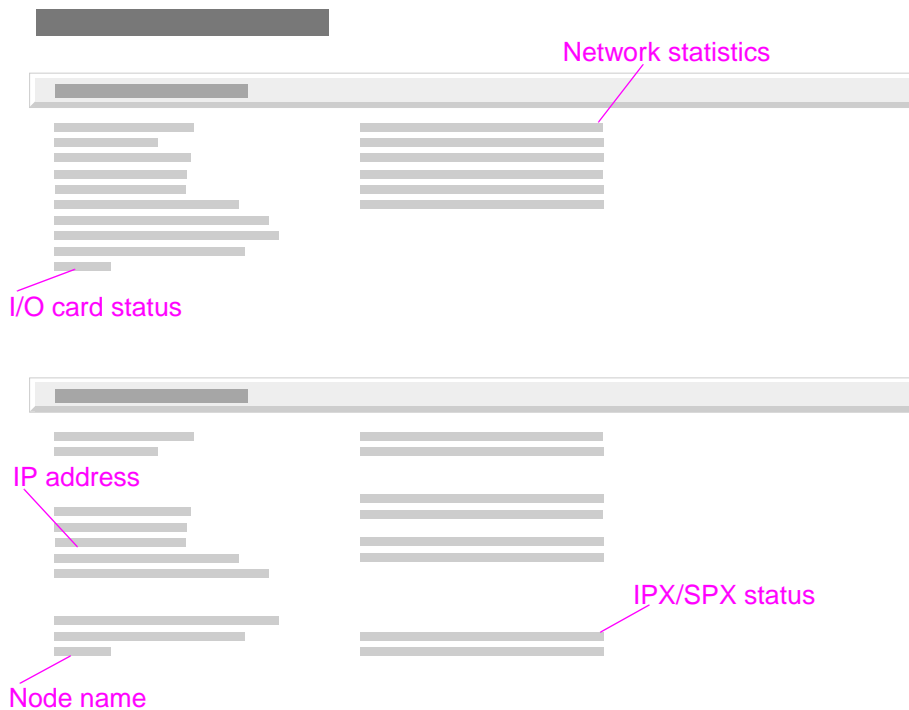 Network statistics
I/O card status
IP address
IPX/SPX status
Node name